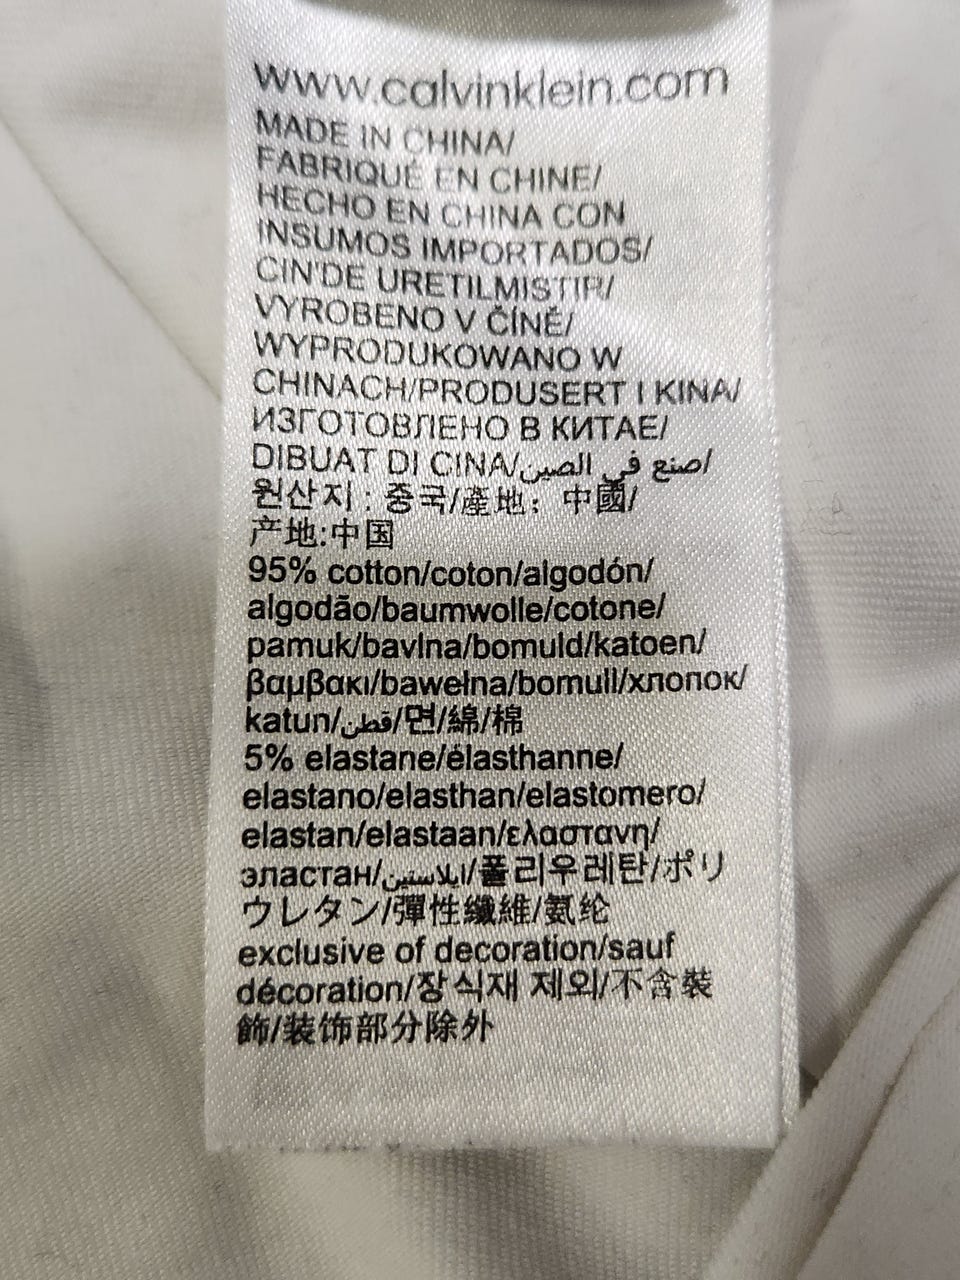 www.calvinklein.com
MADE IN CHINA/
FABRIQUÉ EN CHINE/
HECHO EN CHINA CON
INSUMOS IMPORTADOS/
CIN'DE URETILMISTIR/
VYROBENO V ČÍNĚ/
WYPRODUKOWANO W
CHINACH/PRODUSERT I KINA/
ИЗГОТОВЛЕНО В КИТАЕ/
DIBUAT DI CINA/صنع في الصين/
원산지 : 중국/產地：中國/
产地:中国
95% cotton/coton/algodón/
algodão/baumwolle/cotone/
pamuk/bavlna/bomuld/katoen/
βαμβακι/bawełna/bomull/хлопок/
katun/قطن/면/綿/棉
5% elastane/élasthanne/
elastano/elasthan/elastomero/
elastan/elastaan/ελαστανη/
эластан/ايلاستين/폴리우레탄/ポリ
ウレタン/彈性纖維/氨纶
exclusive of decoration/sauf
décoration/장식재 제외/不含裝
飾/装饰部分除外